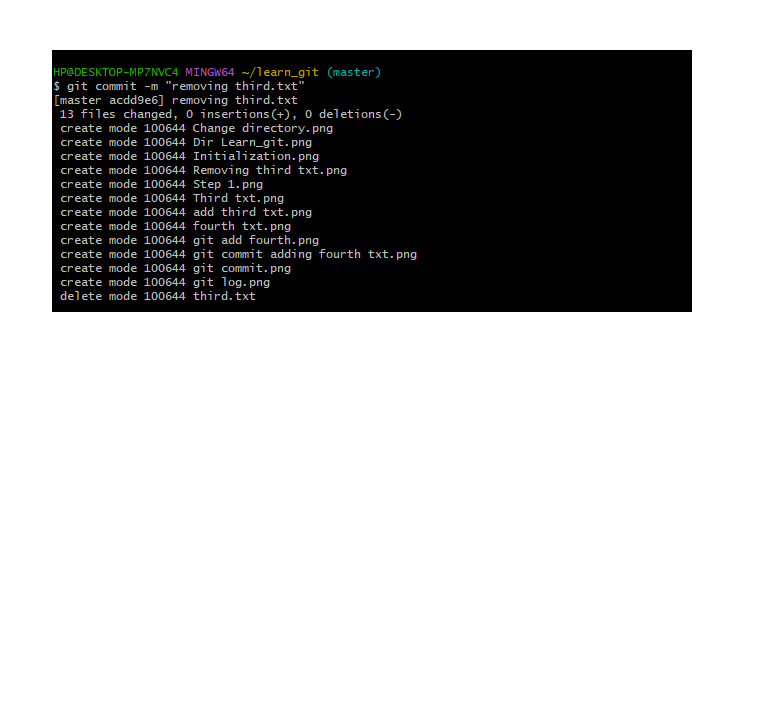 HP@DESKTOP-MP7NVC4 MINGW64 ~/learn_git (master)
$ git commit -m "removing third.txt"
[master acdd9e6] removing third.txt
 13 files changed, 0 insertions(+), 0 deletions(-)
 create mode 100644 Change directory.png
 create mode 100644 Dir Learn_git.png
 create mode 100644 Initialization.png
 create mode 100644 Removing third txt.png
 create mode 100644 Step 1.png
 create mode 100644 Third txt.png
 create mode 100644 add third txt.png
 create mode 100644 fourth txt.png
 create mode 100644 git add fourth.png
 create mode 100644 git commit adding fourth txt.png
 create mode 100644 git commit.png
 create mode 100644 git log.png
 delete mode 100644 third.txt